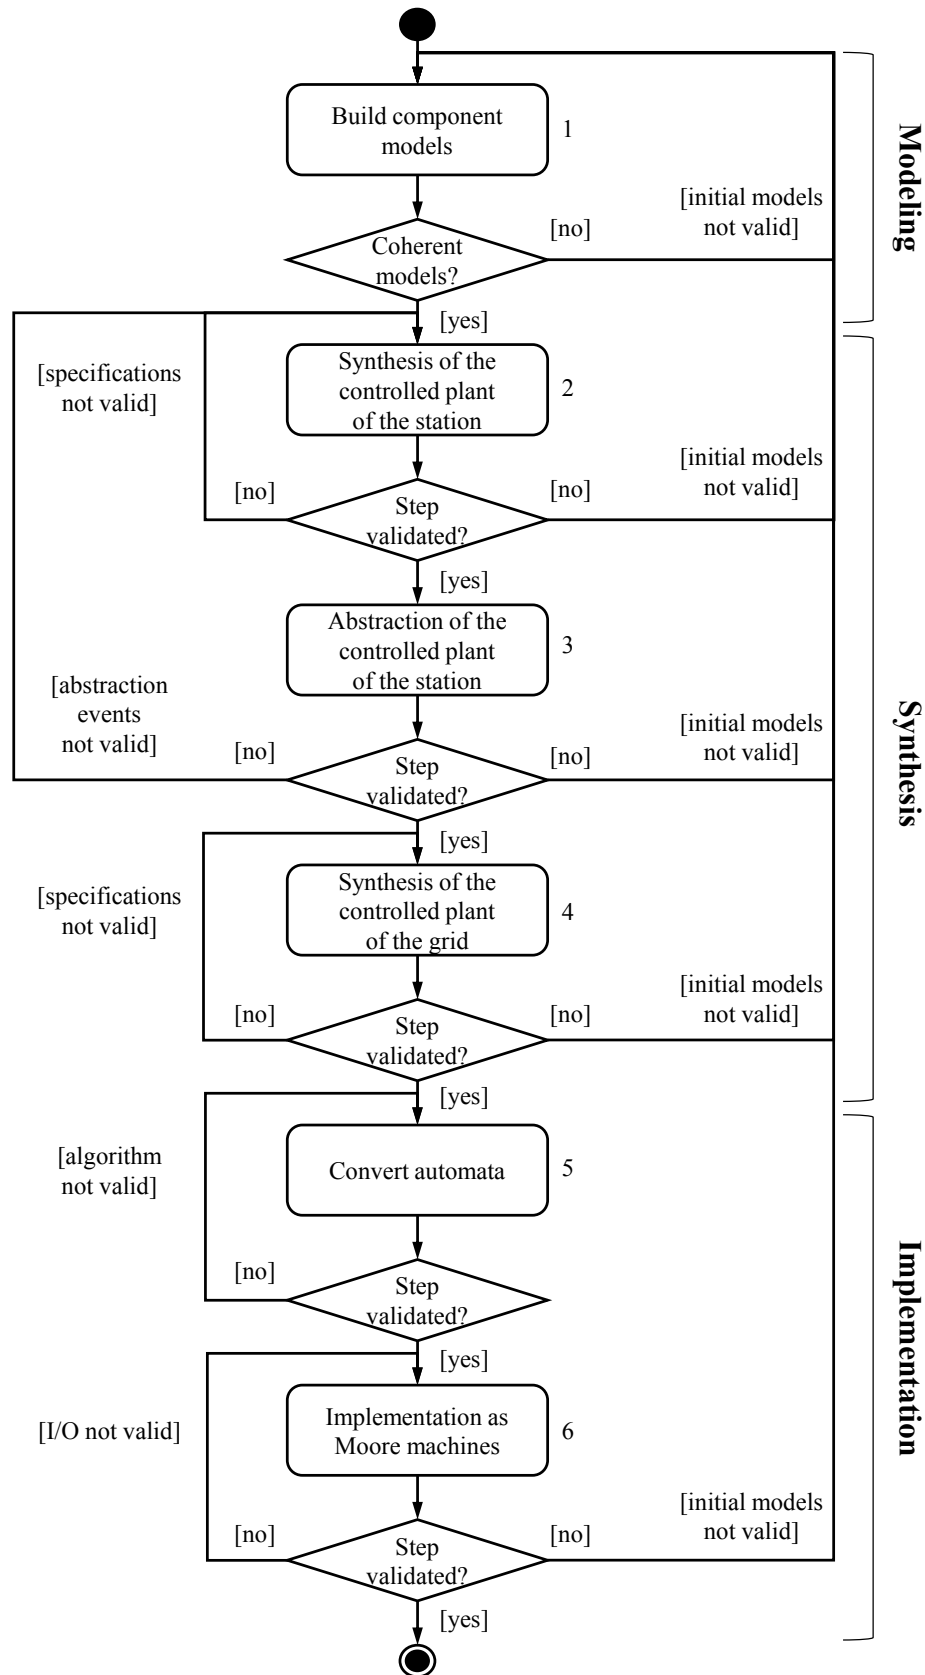 Build component
models
1
[initial models
not valid]
[no]
Coherent
models?
Modeling
[yes]
[specifications
not valid]
Synthesis of the
controlled plant
of the station
2
[initial models
not valid]
[no]
[no]
Step
validated?
[yes]
Abstraction of the
controlled plant
of the station
3
[abstraction
events
not valid]
[initial models
not valid]
[no]
[no]
Step
validated?
Synthesis
[yes]
[specifications
not valid]
Synthesis of the
controlled plant
of the grid
4
[initial models
not valid]
[no]
[no]
Step
validated?
[yes]
[algorithm
not valid]
Convert automata
5
[no]
Step
validated?
Implementation
[yes]
[I/O not valid]
Implementation as
Moore machines
6
[initial models
not valid]
[no]
[no]
Step
validated?
[yes]